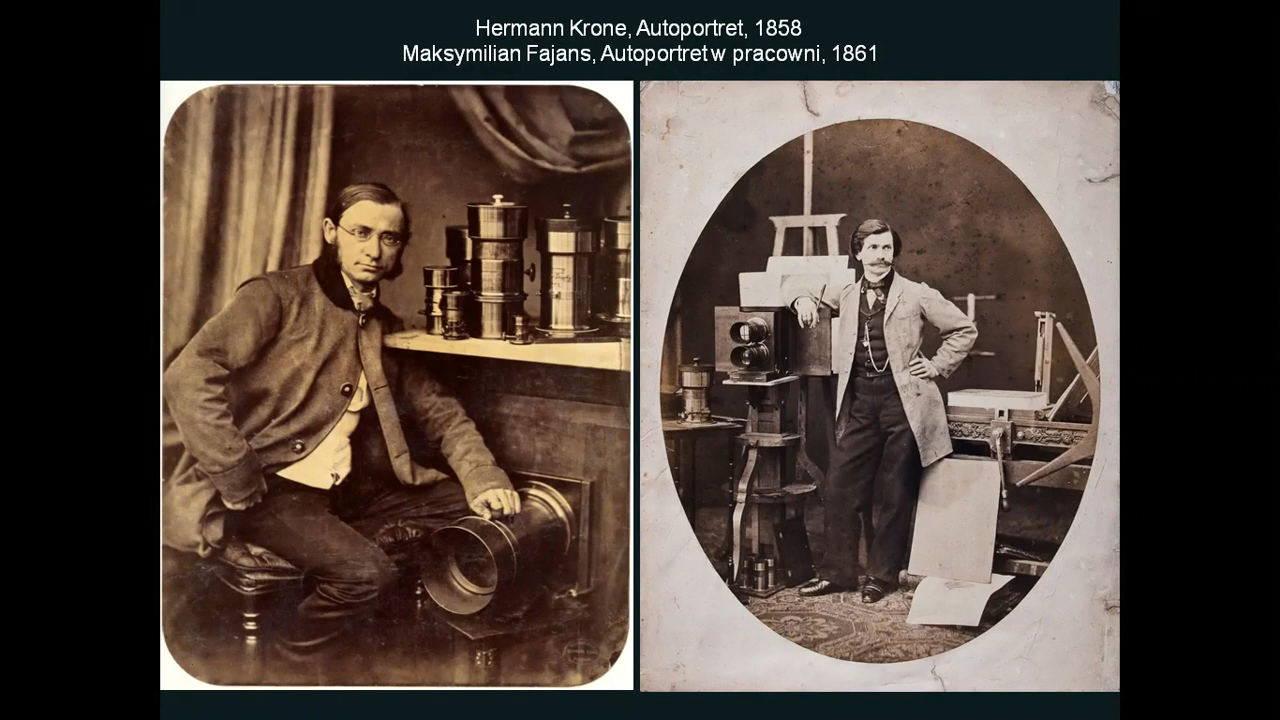 Hermann Krone, Autoportret, 1858
Maksymilian Fajans, Autoportret w pracowni, 1861